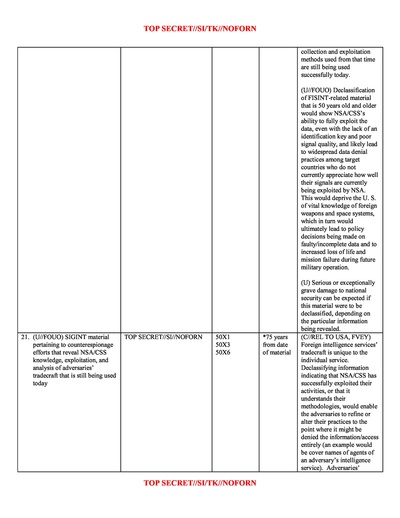 TOP SECRET//SI/TK//NOFORN
collection and exploitation
methods used from that time
are still being used
successfully today.
(U//FOUO) Declassification
of FISINT-related material
that is 50 years old and older
would show NSA/CSS's
ability to fully exploit the
data, even with the lack of an
identification key and poor
signal quality, and likely lead
to widespread data denial
practices among target
countries who do not
currently appreciate how well
their signals are currently
being exploited by NSA.
This would deprive the U. S.
of vital knowledge of foreign
weapons and space systems,
which in turn would
ultimately lead to policy
decisions being made on
faulty/incomplete data and to
increased loss of life and
mission failure during future
military operation.
(U) Serious or exceptionally
grave damage to national
security can be expected if
this material were to be
declassified, depending on
the particular information
being revealed.
21. (U//FOUO) SIGINT material
pertaining to counterespionage
efforts that reveal NSA/CSS
knowledge, exploitation, and
analysis of adversaries'
tradecraft that is still being used
today
TOP SECRET//SI//NOFORN
50X1
50X3
50X6
*75 years
from date
of material
(C//REL TO USA, FVEY)
Foreign intelligence services'
tradecraft is unique to the
individual service.
Declassifying information
indicating that NSA/CSS has
successfully exploited their
activities, or that it
understands their
methodologies, would enable
the adversaries to refine or
alter their practices to the
point where it might be
denied the information/access
entirely (an example would
be cover names of agents of
an adversary's intelligence
service). Adversaries'
TOP SECRET//SI/TK//NOFORN